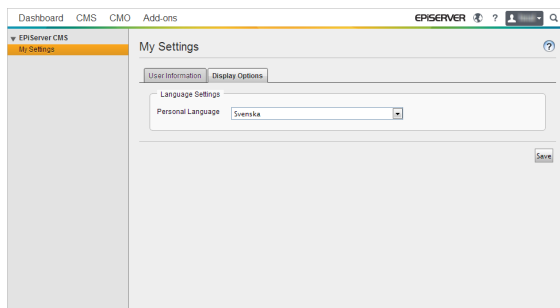 Dashboard CMS CMO Add-ons EPISERVER ?
EPiServer CMS
My Settings
My Settings
?
User Information Display Options
Language Settings
Personal Language Svenska
Save